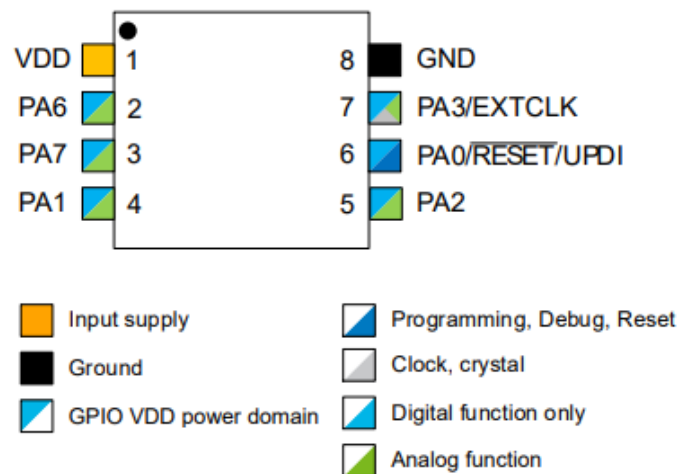 VDD 1 8 GND
PA6 2 7 PA3/EXTCLK
PA7 3 6 PA0/RESET/UPDI
PA1 4 5 PA2
Input supply
Ground
GPIO VDD power domain
Programming, Debug, Reset
Clock, crystal
Digital function only
Analog function